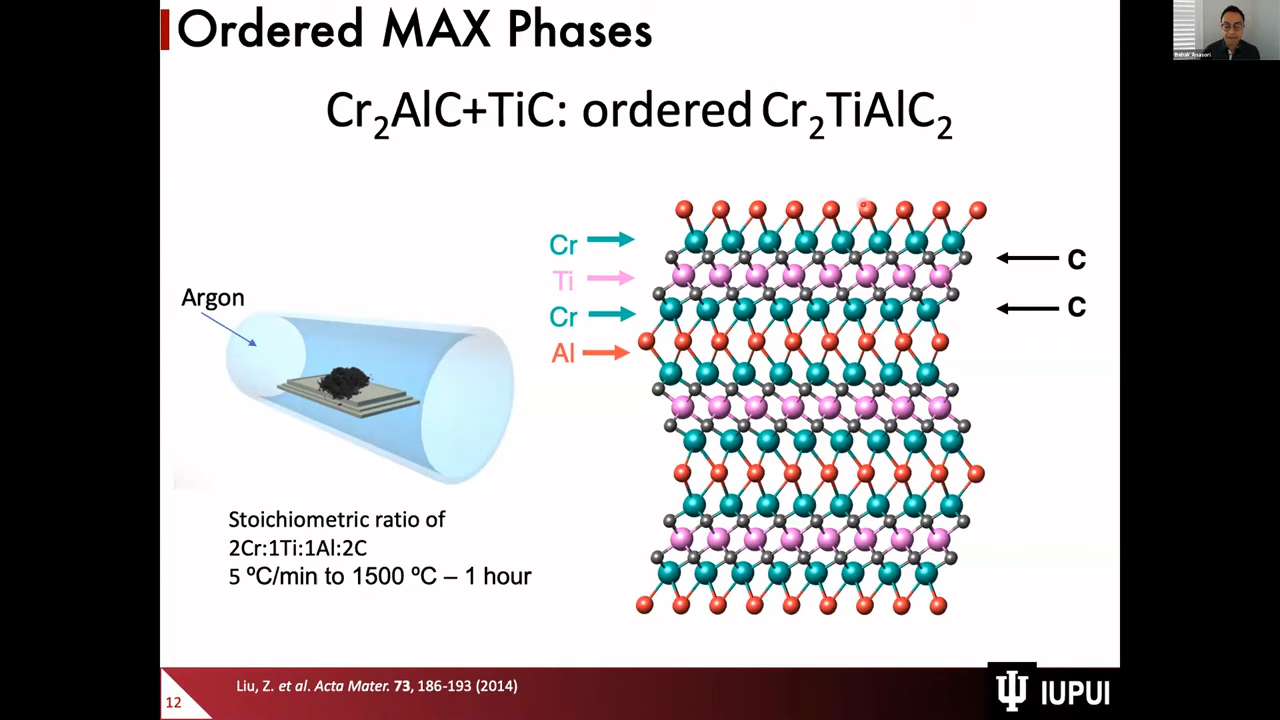 Ordered MAX Phases
Babak Anasori
Cr₂AlC+TiC: ordered Cr₂TiAlC₂
Argon
Cr
Ti
Cr
Al
C
C
Stoichiometric ratio of
2Cr:1Ti:1Al:2C
5 ºC/min to 1500 ºC – 1 hour
12
Liu, Z. et al. Acta Mater. 73, 186-193 (2014)
IUPUI